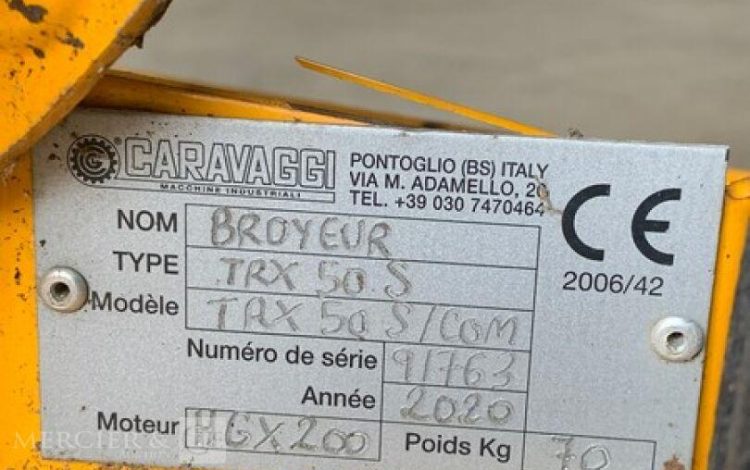 CARAVAGGI
MACCHINE INDUSTRIALI
PONTOGLIO (BS) ITALY
VIA M. ADAMELLO, 20
TEL. +39 030 7470464
CE
2006/42
NOM BROYEUR
TYPE TRX 50 S
Modèle TRX 50 S/COM
Numéro de série 91763
Année 2020
Moteur HGX200 Poids Kg 70
MERCIER &